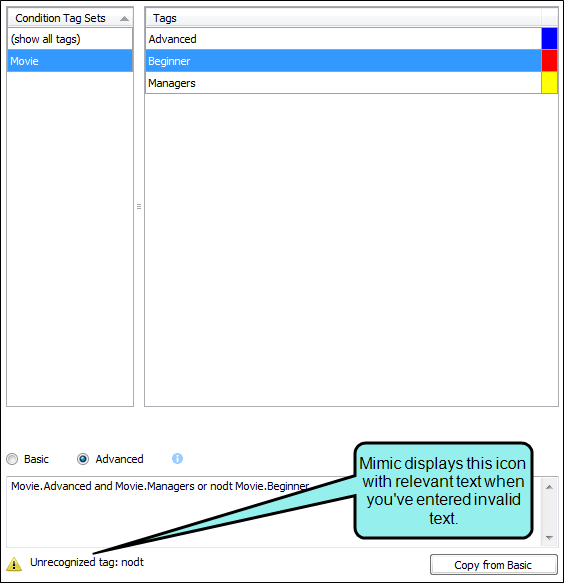 Condition Tag Sets
Tags
(show all tags)
Movie
Advanced
Beginner
Managers
Basic
Advanced
Movie.Advanced and Movie.Managers or nodt Movie.Beginner
Mimic displays this icon
with relevant text when
you've entered invalid
text.
Unrecognized tag: nodt
Copy from Basic